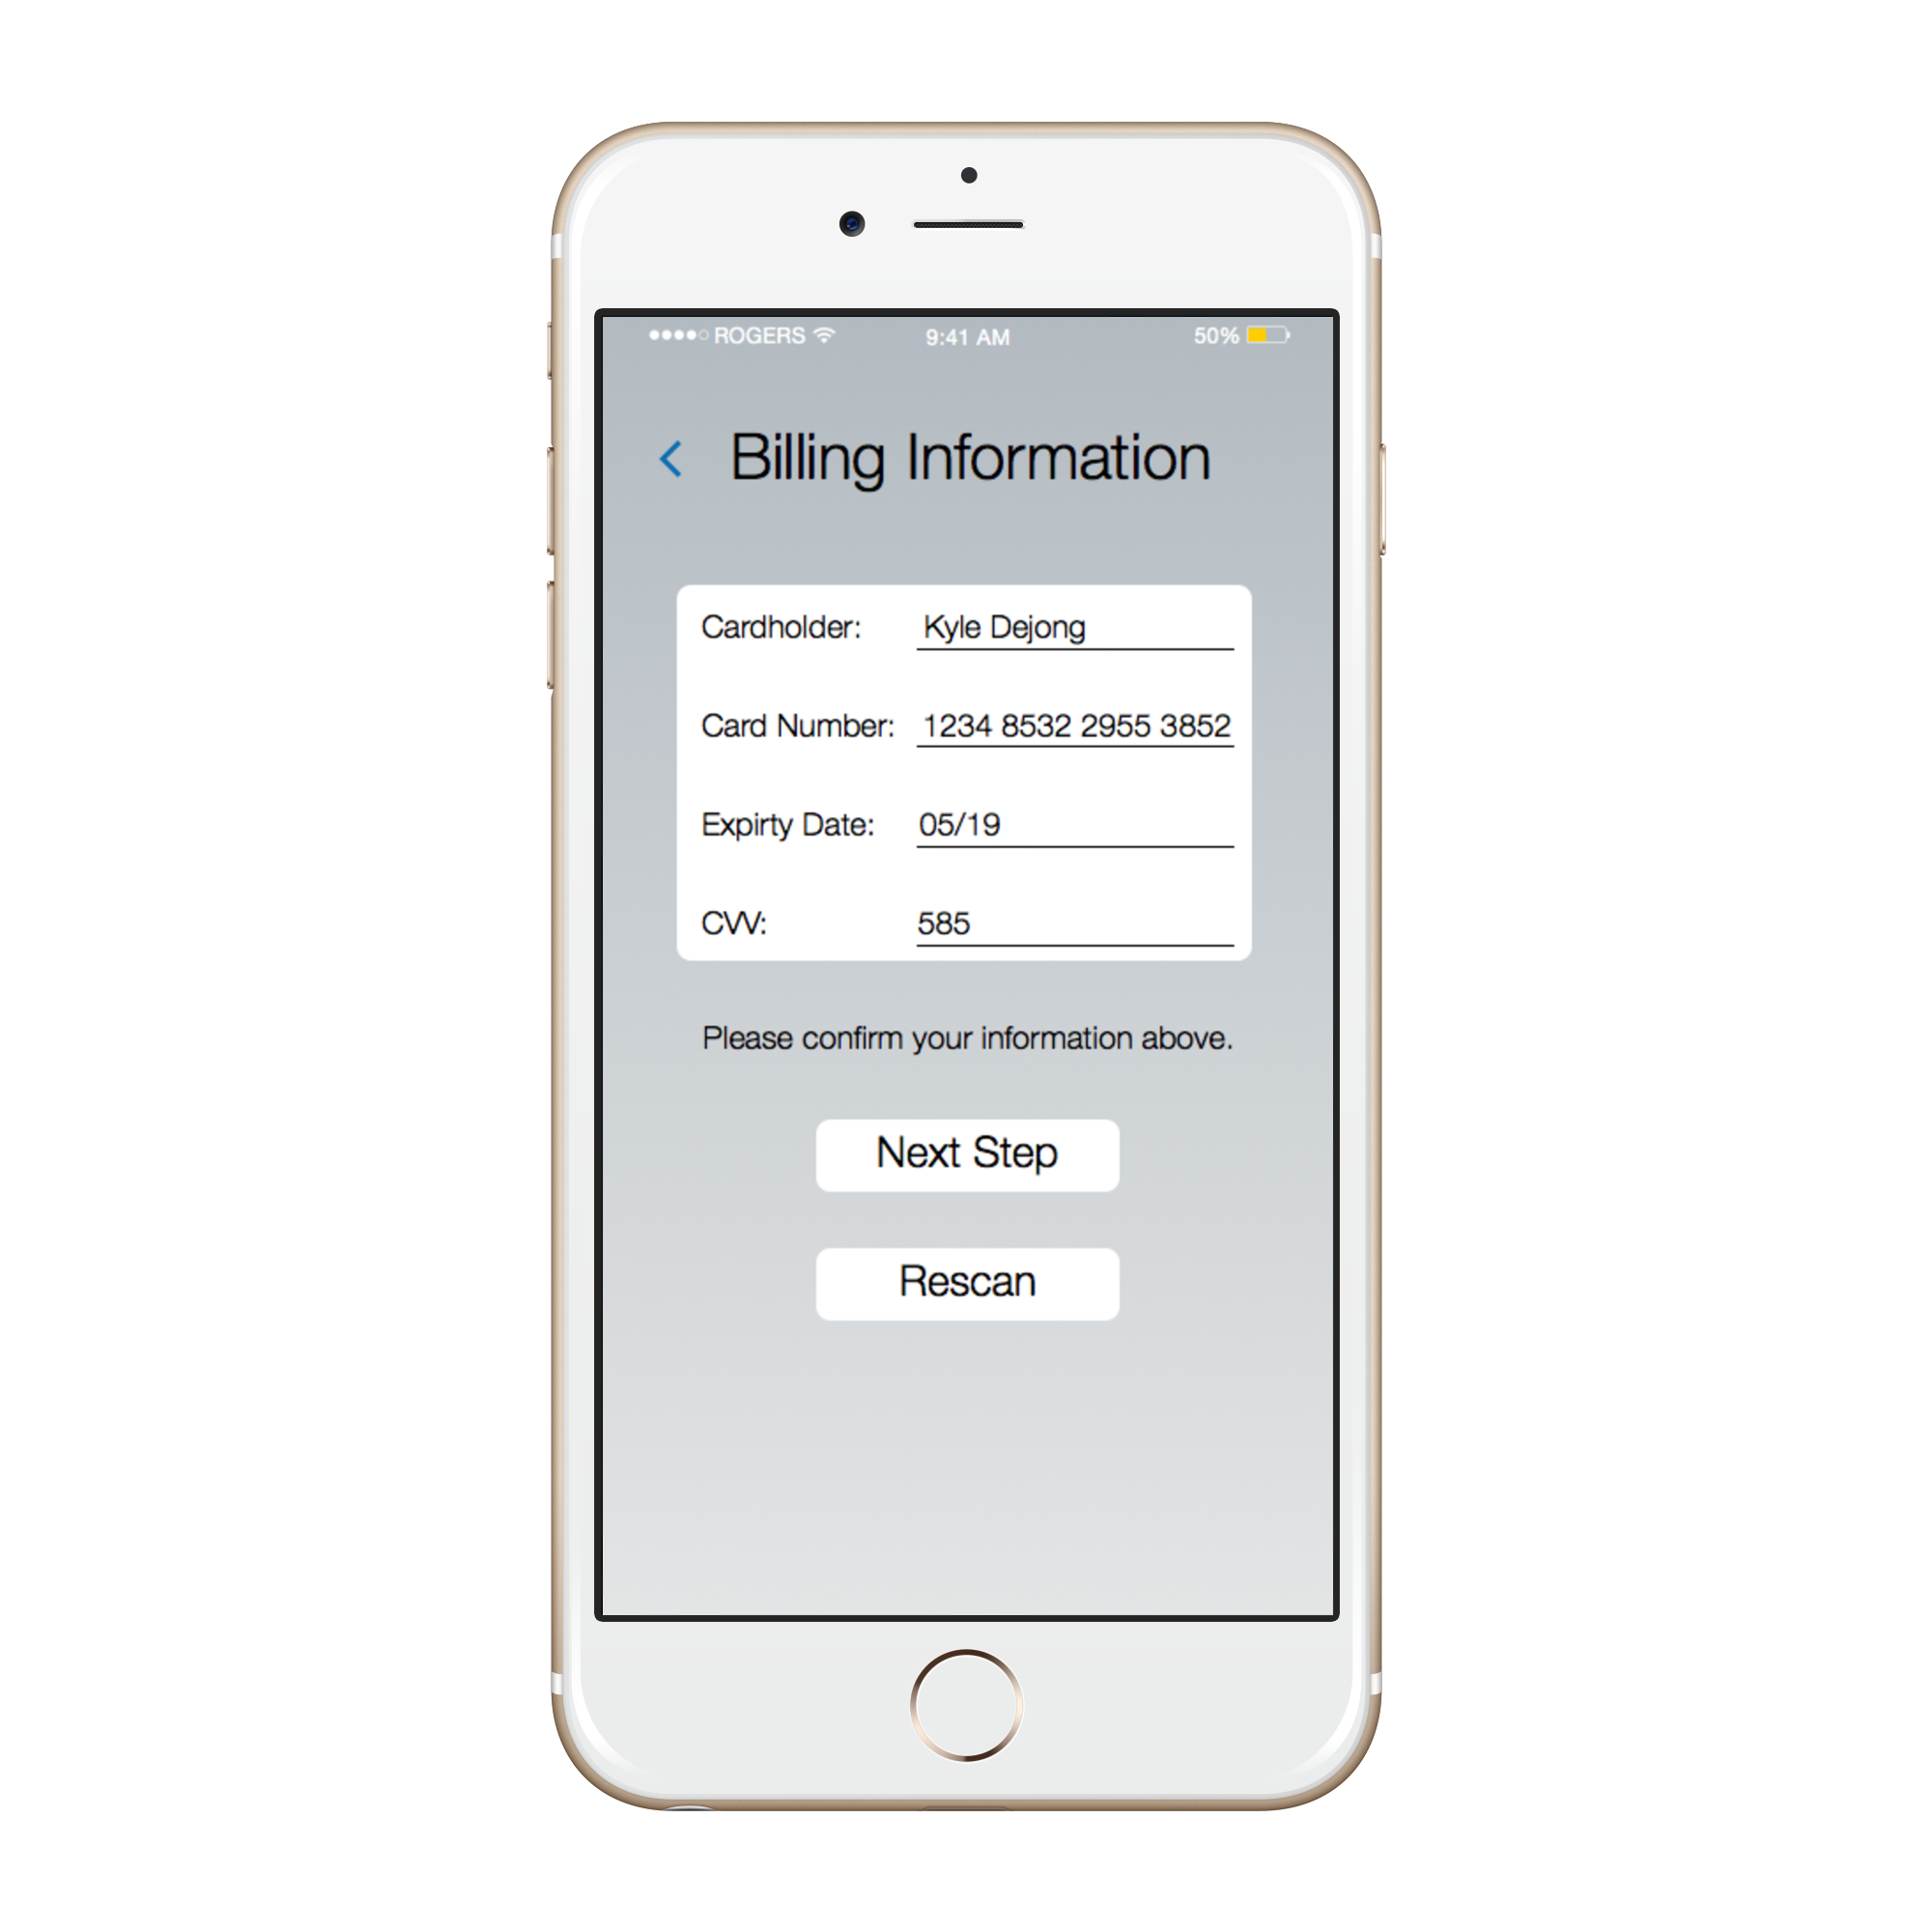 ROGERS 9:41 AM 50%
Billing Information
Cardholder: Kyle Dejong
Card Number: 1234 8532 2955 3852
Expirty Date: 05/19
CVV: 585
Please confirm your information above.
Next Step
Rescan